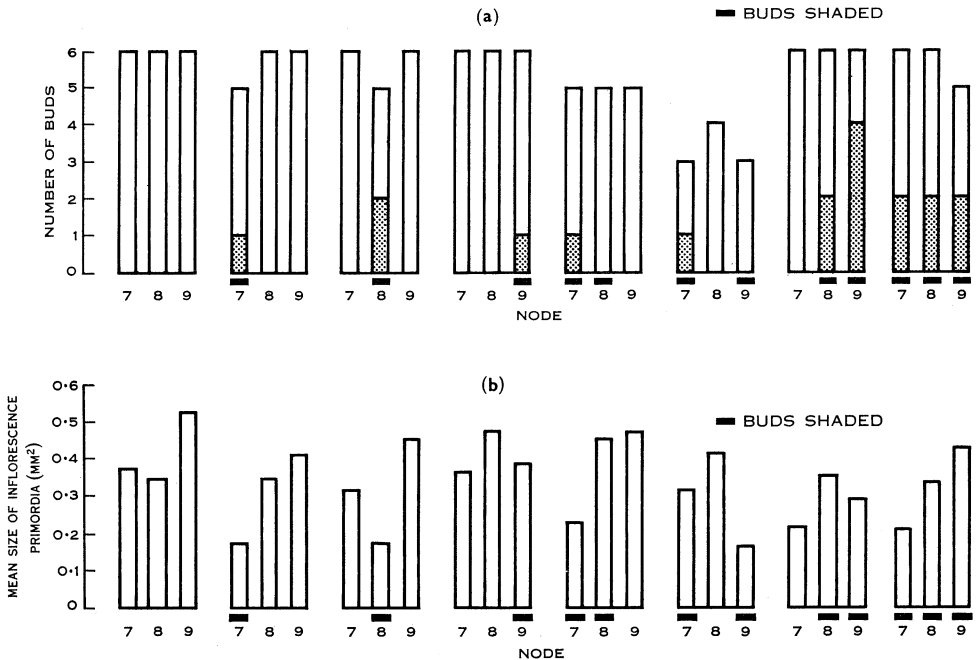 (a)
BUDS SHADED
NUMBER OF BUDS
6
5
4
3
2
1
0
7 8 9 7 8 9 7 8 9 7 8 9 7 8 9 7 8 9 7 8 9 7 8 9
NODE
(b)
BUDS SHADED
MEAN SIZE OF INFLORESCENCE
PRIMORDIA (MM²)
0·6
0·5
0·4
0·3
0·2
0·1
0
7 8 9 7 8 9 7 8 9 7 8 9 7 8 9 7 8 9 7 8 9 7 8 9
NODE